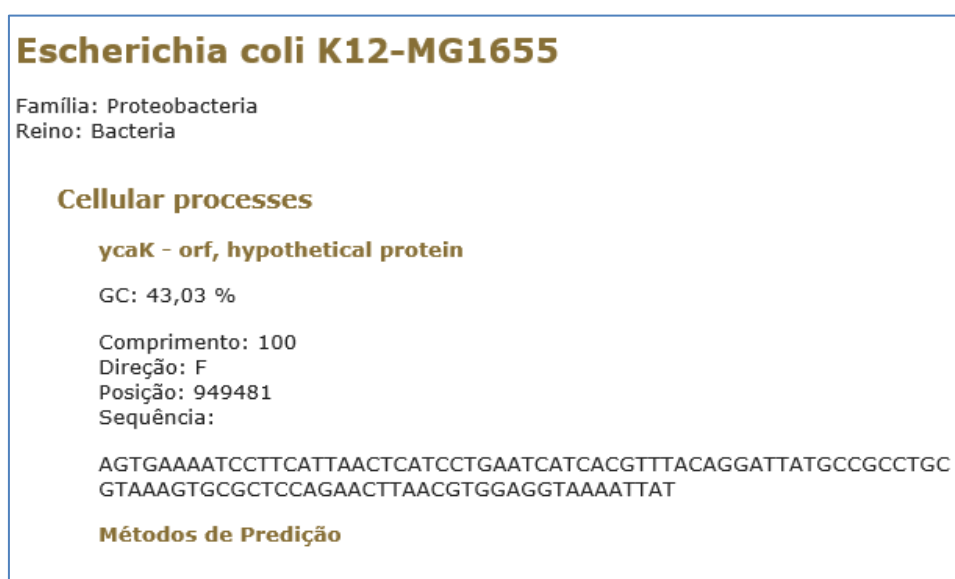 Escherichia coli K12-MG1655
Família: Proteobacteria
Reino: Bacteria
Cellular processes
ycaK - orf, hypothetical protein
GC: 43,03 %
Comprimento: 100
Direção: F
Posição: 949481
Sequência:
AGTGAAAATCCTTCATTAACTCATCCTGAATCATCACGTTTACAGGATTATGCCGCCTGC
GTAAAGTGCGCTCCAGAACTTAACGTGGAGGTAAAATTAT
Métodos de Predição